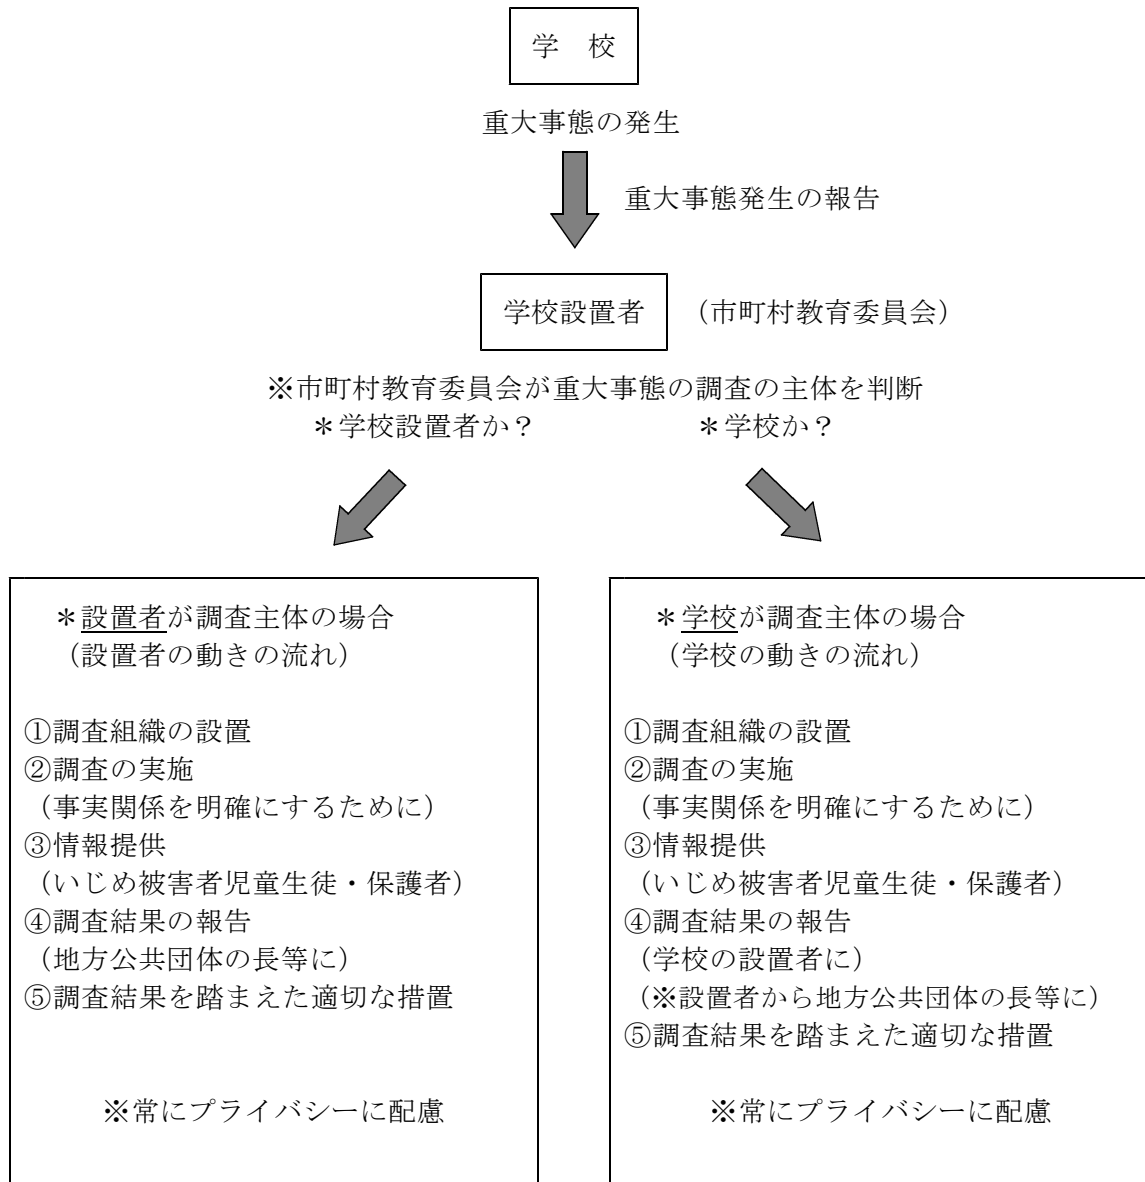 学 校
重大事態の発生
重大事態発生の報告
学校設置者 (市町村教育委員会)
※市町村教育委員会が重大事態の調査の主体を判断
＊学校設置者か？ ＊学校か？
＊設置者が調査主体の場合
(設置者の動きの流れ)
①調査組織の設置
②調査の実施
(事実関係を明確にするために)
③情報提供
(いじめ被害者児童生徒・保護者)
④調査結果の報告
(地方公共団体の長等に)
⑤調査結果を踏まえた適切な措置
※常にプライバシーに配慮
＊学校が調査主体の場合
(学校の動きの流れ)
①調査組織の設置
②調査の実施
(事実関係を明確にするために)
③情報提供
(いじめ被害者児童生徒・保護者)
④調査結果の報告
(学校の設置者に)
(※設置者から地方公共団体の長等に)
⑤調査結果を踏まえた適切な措置
※常にプライバシーに配慮